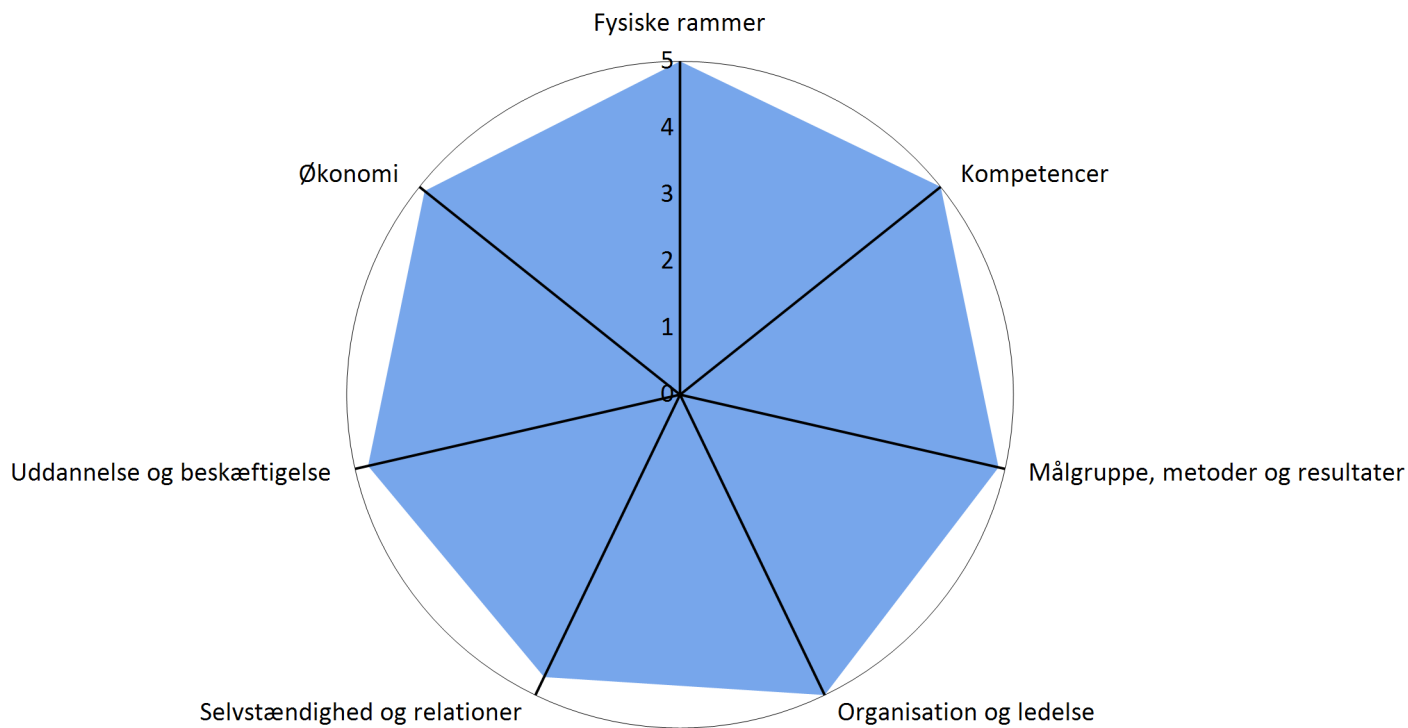 Fysiske rammer
5
4
Økonomi
Kompetencer
3
2
1
0
Uddannelse og beskæftigelse
Målgruppe, metoder og resultater
Selvstændighed og relationer
Organisation og ledelse